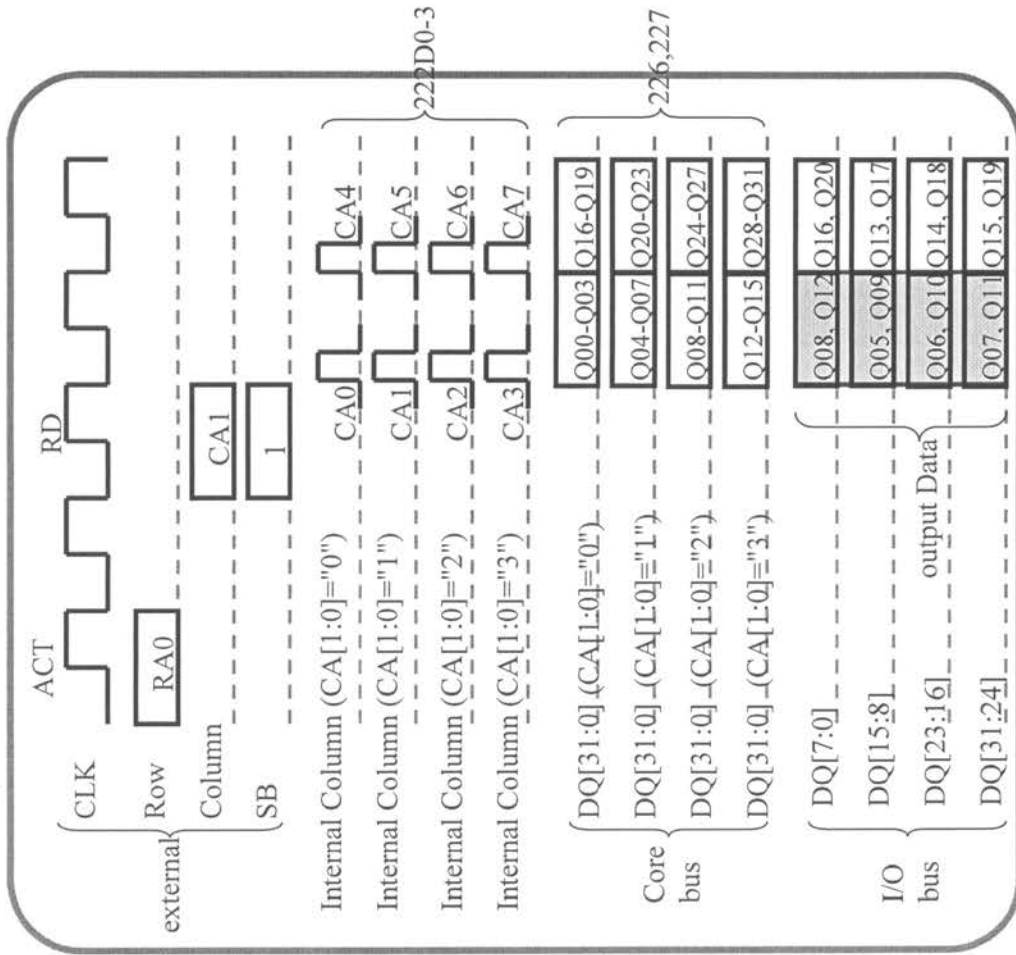 ACT RD
CLK
Row RA0
Column CA1
SB 1
external
Internal Column (CA[1:0]="0") CA0 CA4
Internal Column (CA[1:0]="1") CA1 CA5
Internal Column (CA[1:0]="2") CA2 CA6
Internal Column (CA[1:0]="3") CA3 CA7
222D0-3
DQ[31:0] (CA[1:0]="0") Q00-Q03 Q16-Q19
DQ[31:0] (CA[1:0]="1") Q04-Q07 Q20-Q23
DQ[31:0] (CA[1:0]="2") Q08-Q11 Q24-Q27
DQ[31:0] (CA[1:0]="3") Q12-Q15 Q28-Q31
Core
bus
226,227
DQ[7:0] Q08, Q12 Q16, Q20
DQ[15:8] Q05, Q09 Q13, Q17
DQ[23:16] Q06, Q10 Q14, Q18
DQ[31:24] Q07, Q11 Q15, Q19
I/O
bus
output Data